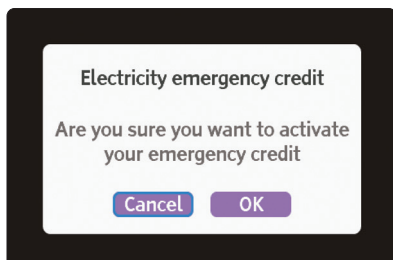 Electricity emergency credit
Are you sure you want to activate
your emergency credit
Cancel OK